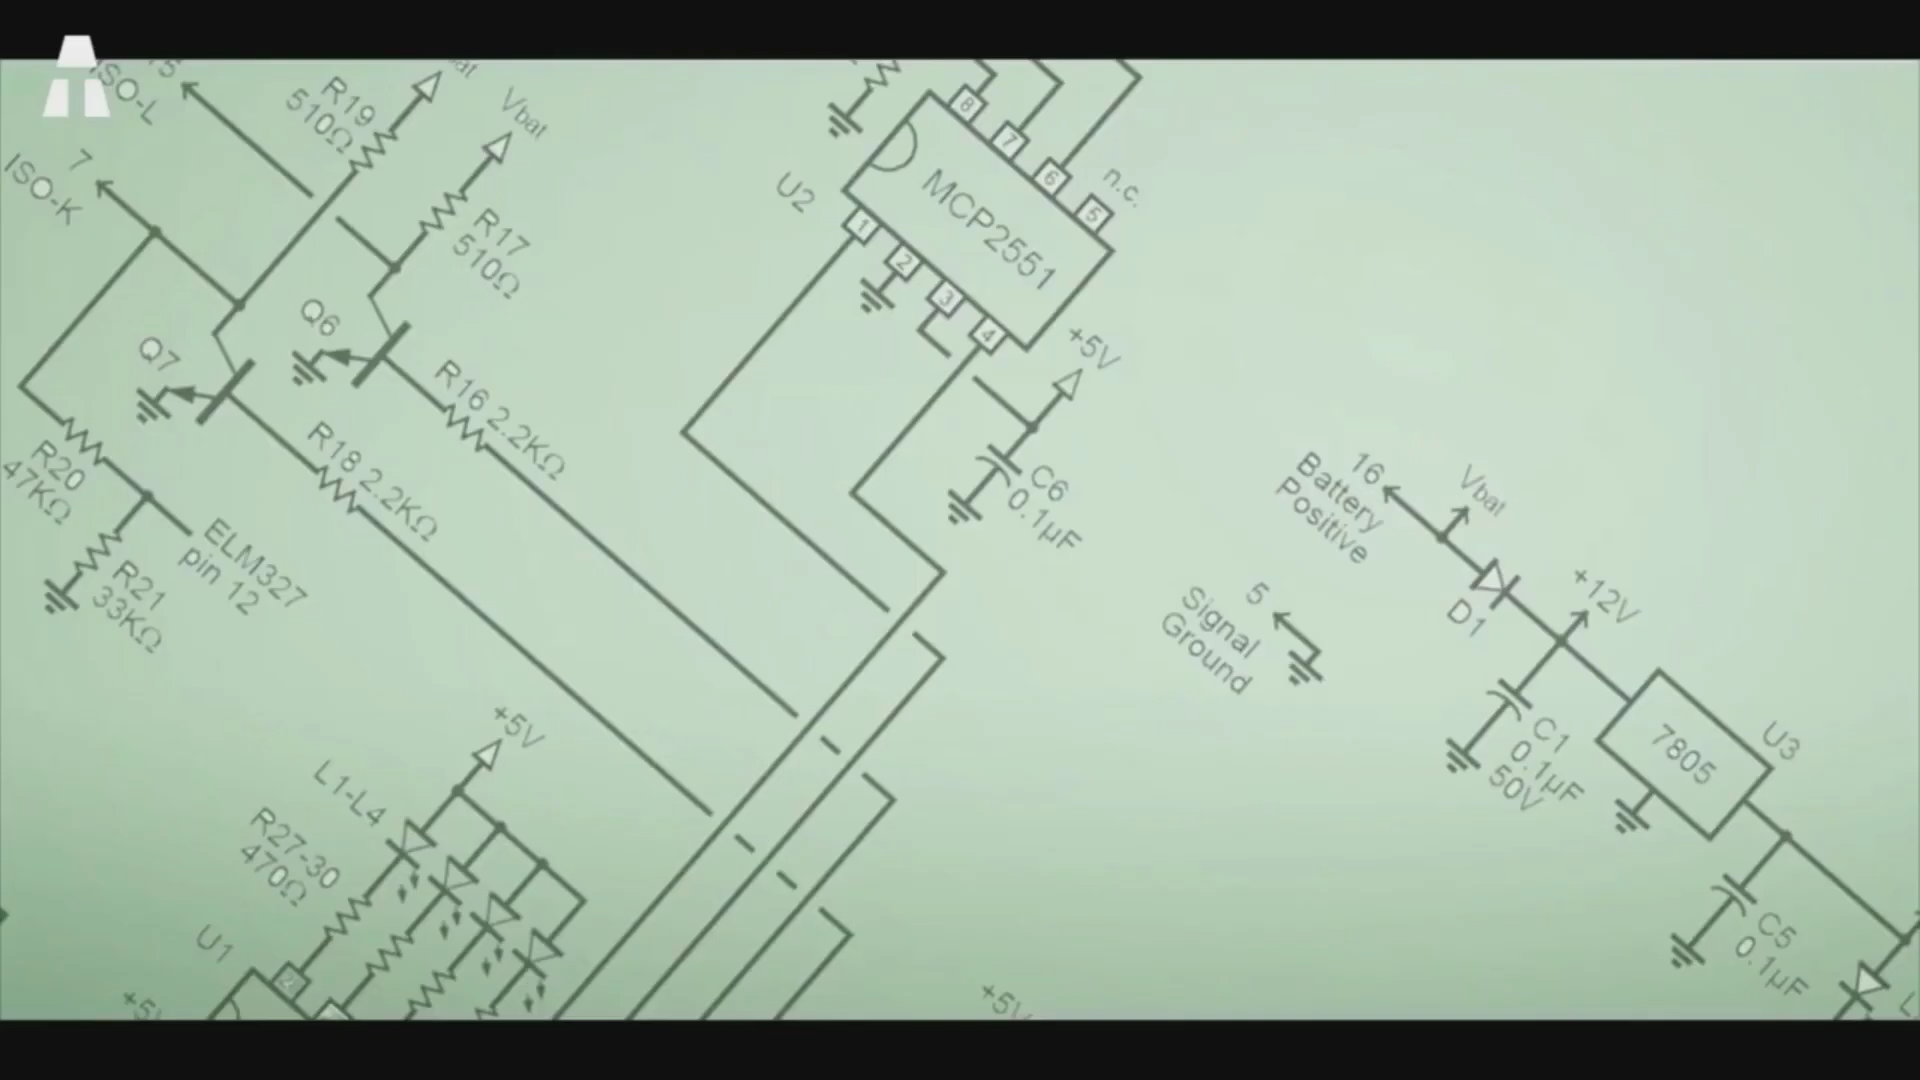 15
ISO-L
7
ISO-K
R19
510Ω
Vbat
R17
510Ω
Q6
Q7
R16 2.2KΩ
R18 2.2KΩ
R20
47KΩ
R21
33KΩ
ELM327
pin 12
U2
MCP2551
8
7
6
5
n.c.
1
2
3
4
+5V
C6
0.1µF
16
Battery
Positive
Vbat
D1
+12V
5
Signal
Ground
C1
0.1µF
50V
7805
U3
C5
0.1µF
+5V
L1-L4
R27-30
470Ω
U1
+5V
+5V